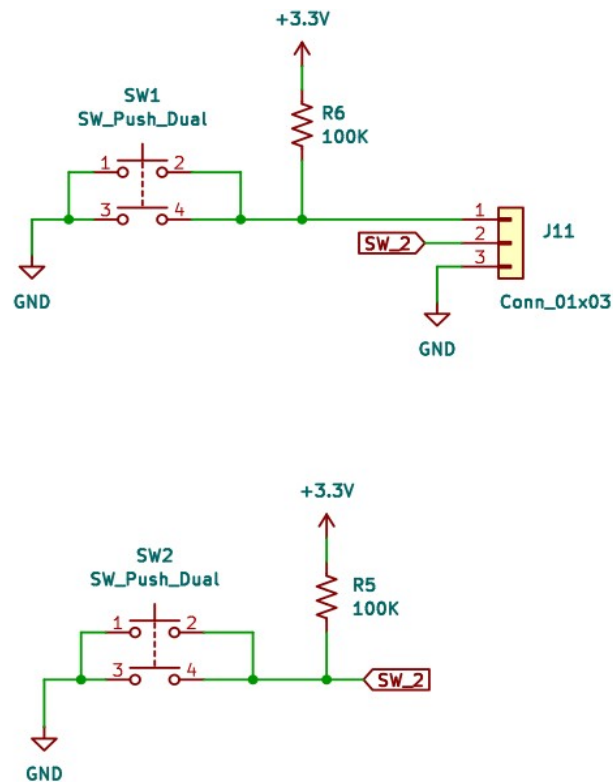 +3.3V
SW1
SW_Push_Dual
R6
100K
1 2
3 4
1
2
3
SW_2
J11
GND
Conn_01x03
GND
+3.3V
SW2
SW_Push_Dual
R5
100K
1 2
3 4
SW_2
GND